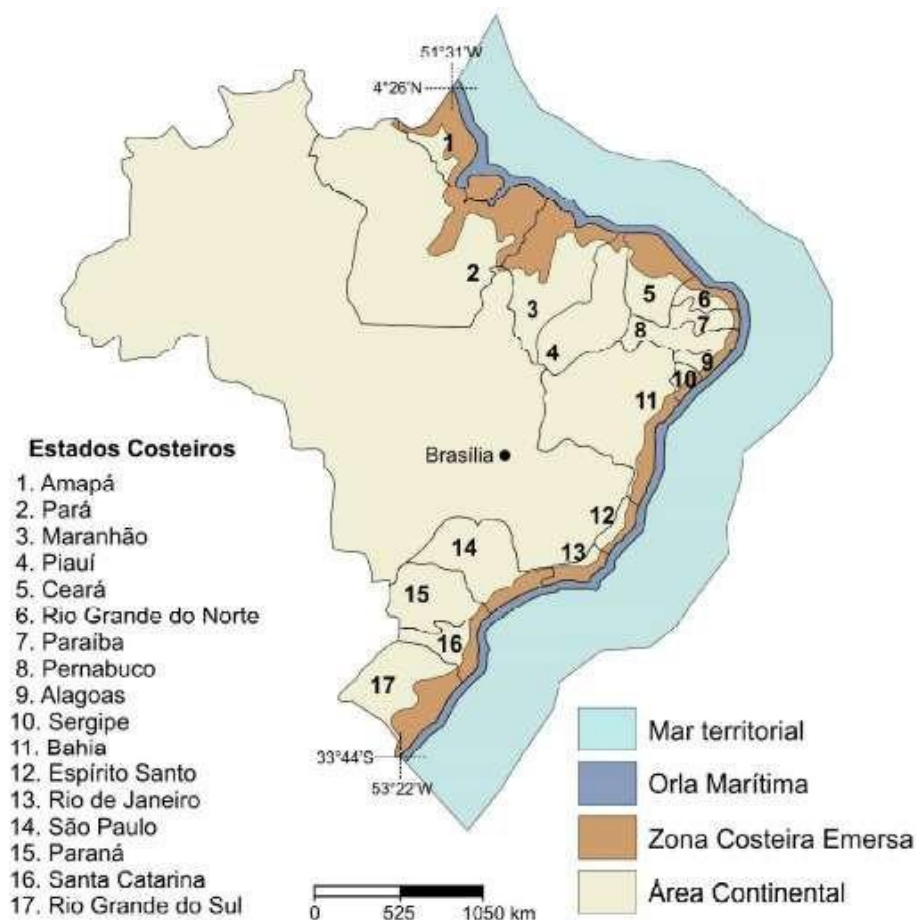 51°31'W
4°26'N
1
2
3
4
5
6
7
8
9
10
11
Brasília
12
13
14
15
16
17
33°44'S
53°22'W
Estados Costeiros
1. Amapá
2. Pará
3. Maranhão
4. Piauí
5. Ceará
6. Rio Grande do Norte
7. Paraíba
8. Pernabuco
9. Alagoas
10. Sergipe
11. Bahia
12. Espírito Santo
13. Rio de Janeiro
14. São Paulo
15. Paraná
16. Santa Catarina
17. Rio Grande do Sul
0 525 1050 km
Mar territorial
Orla Marítima
Zona Costeira Emersa
Área Continental